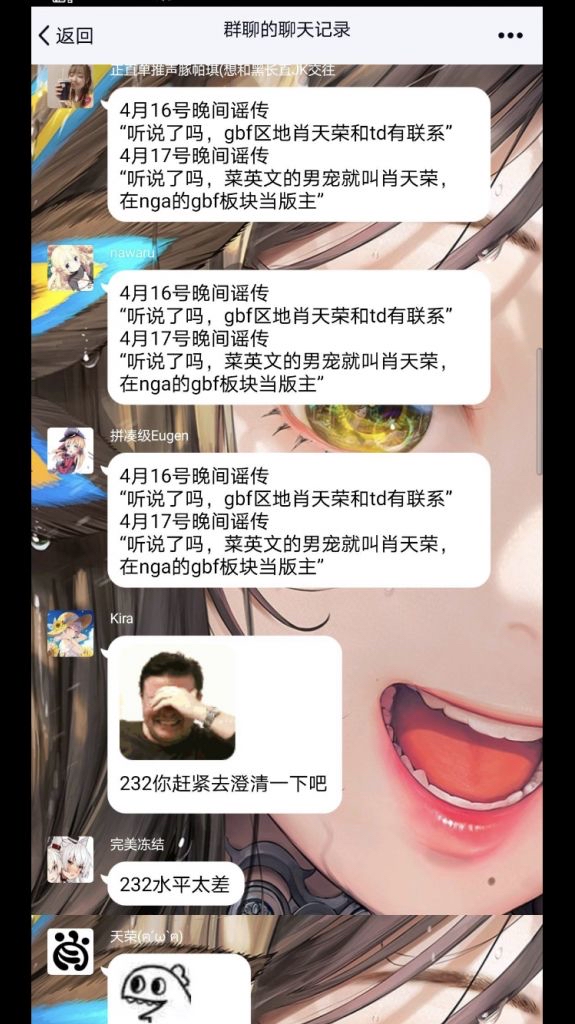 返回
群聊的聊天记录
正直单推声豚帕琪(想和黑长直JK交往
4月16号晚间谣传
“听说了吗，gbf区地肖天荣和td有联系”
4月17号晚间谣传
“听说了吗，菜英文的男宠就叫肖天荣，
在nga的gbf板块当版主”
nawaru
4月16号晚间谣传
“听说了吗，gbf区地肖天荣和td有联系”
4月17号晚间谣传
“听说了吗，菜英文的男宠就叫肖天荣，
在nga的gbf板块当版主”
拼凑级Eugen
4月16号晚间谣传
“听说了吗，gbf区地肖天荣和td有联系”
4月17号晚间谣传
“听说了吗，菜英文的男宠就叫肖天荣，
在nga的gbf板块当版主”
Kira
232你赶紧去澄清一下吧
完美冻结
232水平太差
天荣(ฅ´ω`ฅ)